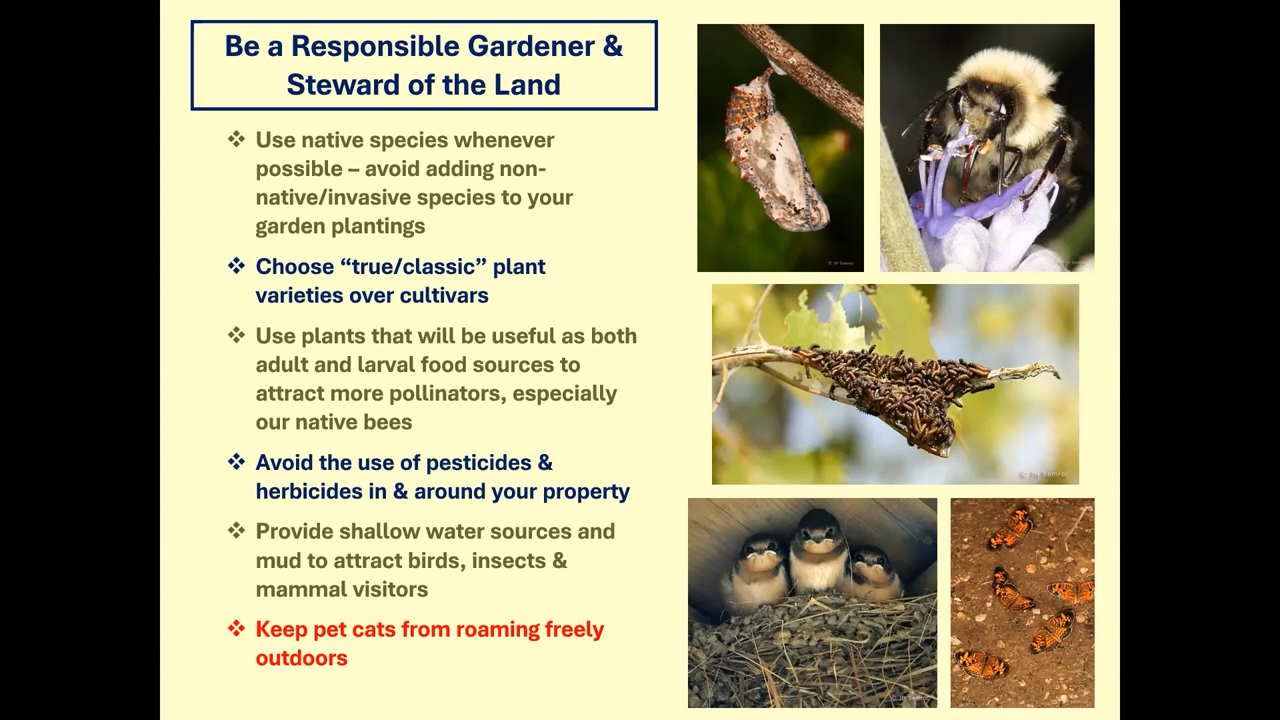 Be a Responsible Gardener &
Steward of the Land
❖ Use native species whenever
possible – avoid adding non-
native/invasive species to your
garden plantings
❖ Choose “true/classic” plant
varieties over cultivars
❖ Use plants that will be useful as both
adult and larval food sources to
attract more pollinators, especially
our native bees
❖ Avoid the use of pesticides &
herbicides in & around your property
❖ Provide shallow water sources and
mud to attract birds, insects &
mammal visitors
❖ Keep pet cats from roaming freely
outdoors